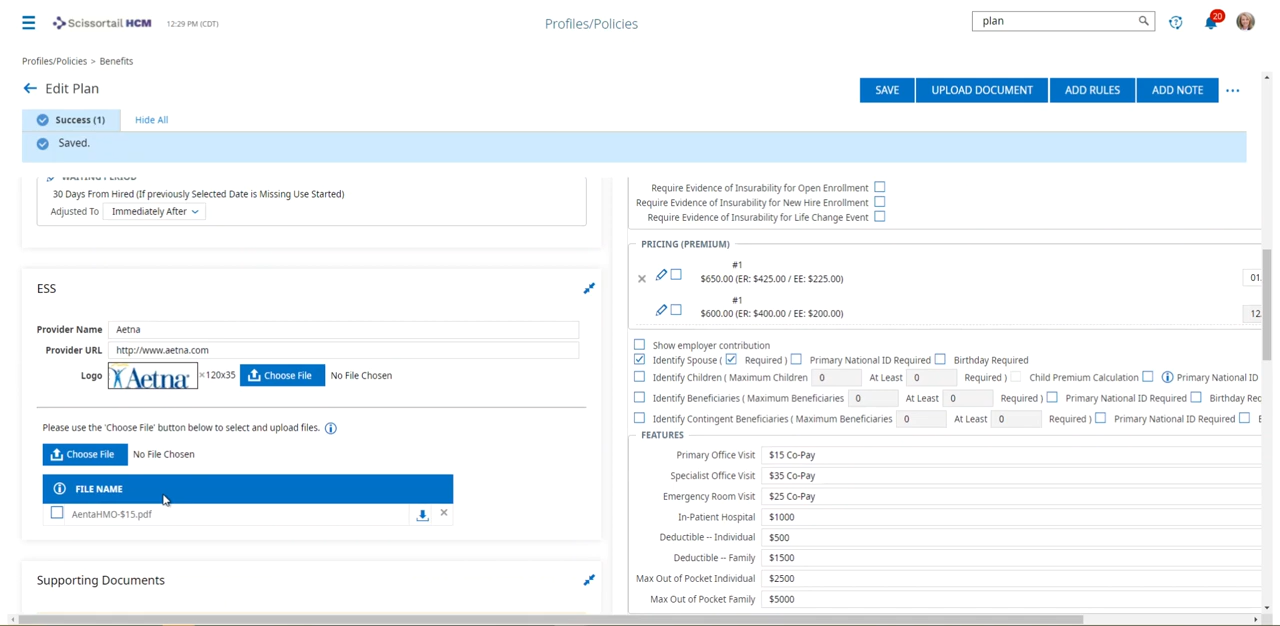 Scissortail HCM
12:29 PM (CDT)
Profiles/Policies
plan
20
Profiles/Policies > Benefits
Edit Plan
SAVE
UPLOAD DOCUMENT
ADD RULES
ADD NOTE
Success (1)
Hide All
Saved.
WAITING PERIOD
30 Days From Hired (If previously Selected Date is Missing Use Started)
Adjusted To Immediately After
ESS
Provider Name Aetna
Provider URL http://www.aetna.com
Logo Aetna ×120x35 Choose File No File Chosen
Please use the 'Choose File' button below to select and upload files.
Choose File No File Chosen
FILE NAME
AentaHMO-$15.pdf
Supporting Documents
Require Evidence of Insurability for Open Enrollment
Require Evidence of Insurability for New Hire Enrollment
Require Evidence of Insurability for Life Change Event
PRICING (PREMIUM)
#1
$650.00 (ER: $425.00 / EE: $225.00)
01.
#1
$600.00 (ER: $400.00 / EE: $200.00)
12.
Show employer contribution
Identify Spouse ( Required ) Primary National ID Required Birthday Required
Identify Children ( Maximum Children 0 At Least 0 Required ) Child Premium Calculation Primary National ID
Identify Beneficiaries ( Maximum Beneficiaries 0 At Least 0 Required ) Primary National ID Required Birthday Req
Identify Contingent Beneficiaries ( Maximum Beneficiaries 0 At Least 0 Required ) Primary National ID Required
FEATURES
Primary Office Visit $15 Co-Pay
Specialist Office Visit $35 Co-Pay
Emergency Room Visit $25 Co-Pay
In-Patient Hospital $1000
Deductible -- Individual $500
Deductible -- Family $1500
Max Out of Pocket Individual $2500
Max Out of Pocket Family $5000